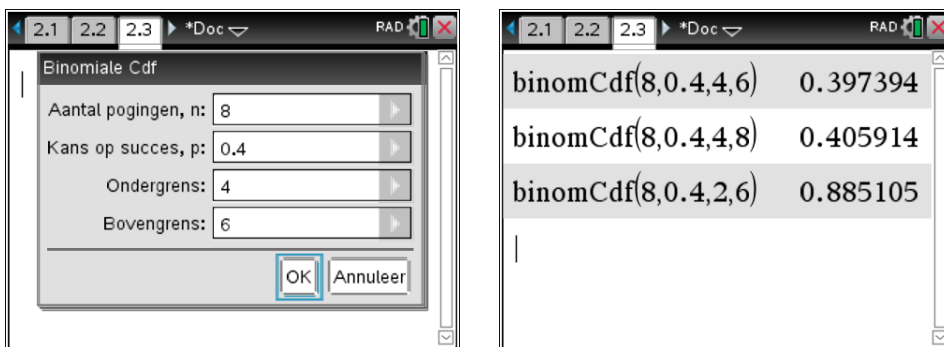 2.1 2.2 2.3 *Doc RAD
Binomiale Cdf
Aantal pogingen, n: 8
Kans op succes, p: 0.4
Ondergrens: 4
Bovengrens: 6
OK Annuleer
2.1 2.2 2.3 *Doc RAD
binomCdf(8,0.4,4,6) 0.397394
binomCdf(8,0.4,4,8) 0.405914
binomCdf(8,0.4,2,6) 0.885105